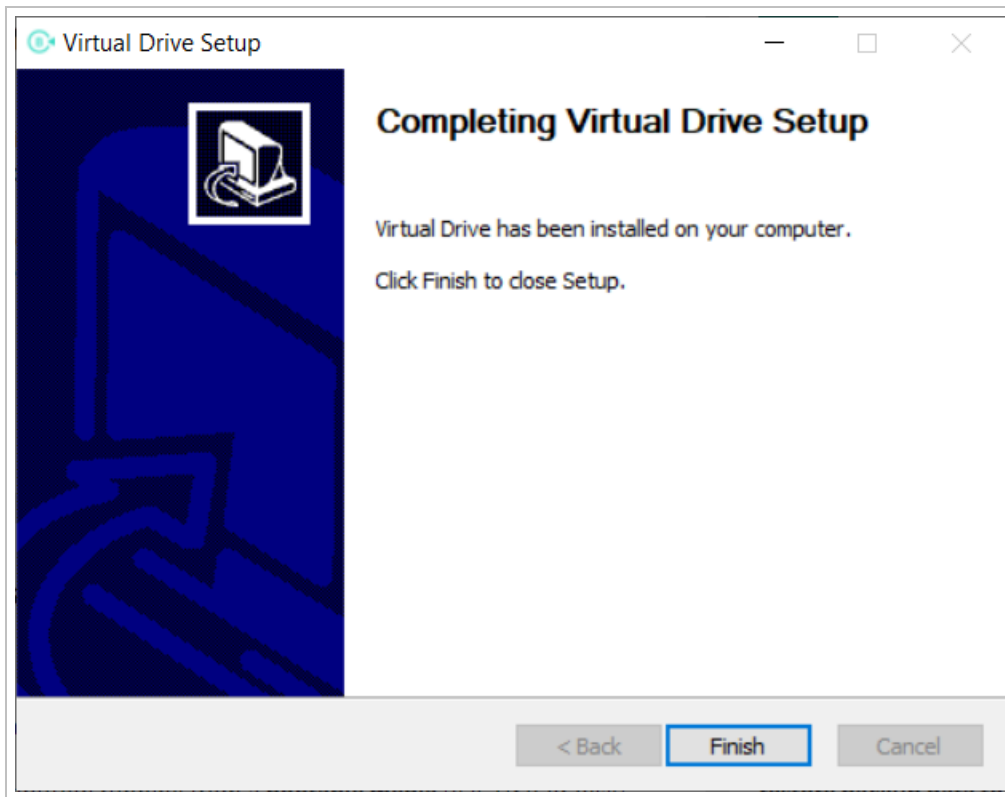 Virtual Drive Setup
Completing Virtual Drive Setup
Virtual Drive has been installed on your computer.
Click Finish to close Setup.
< Back
Finish
Cancel